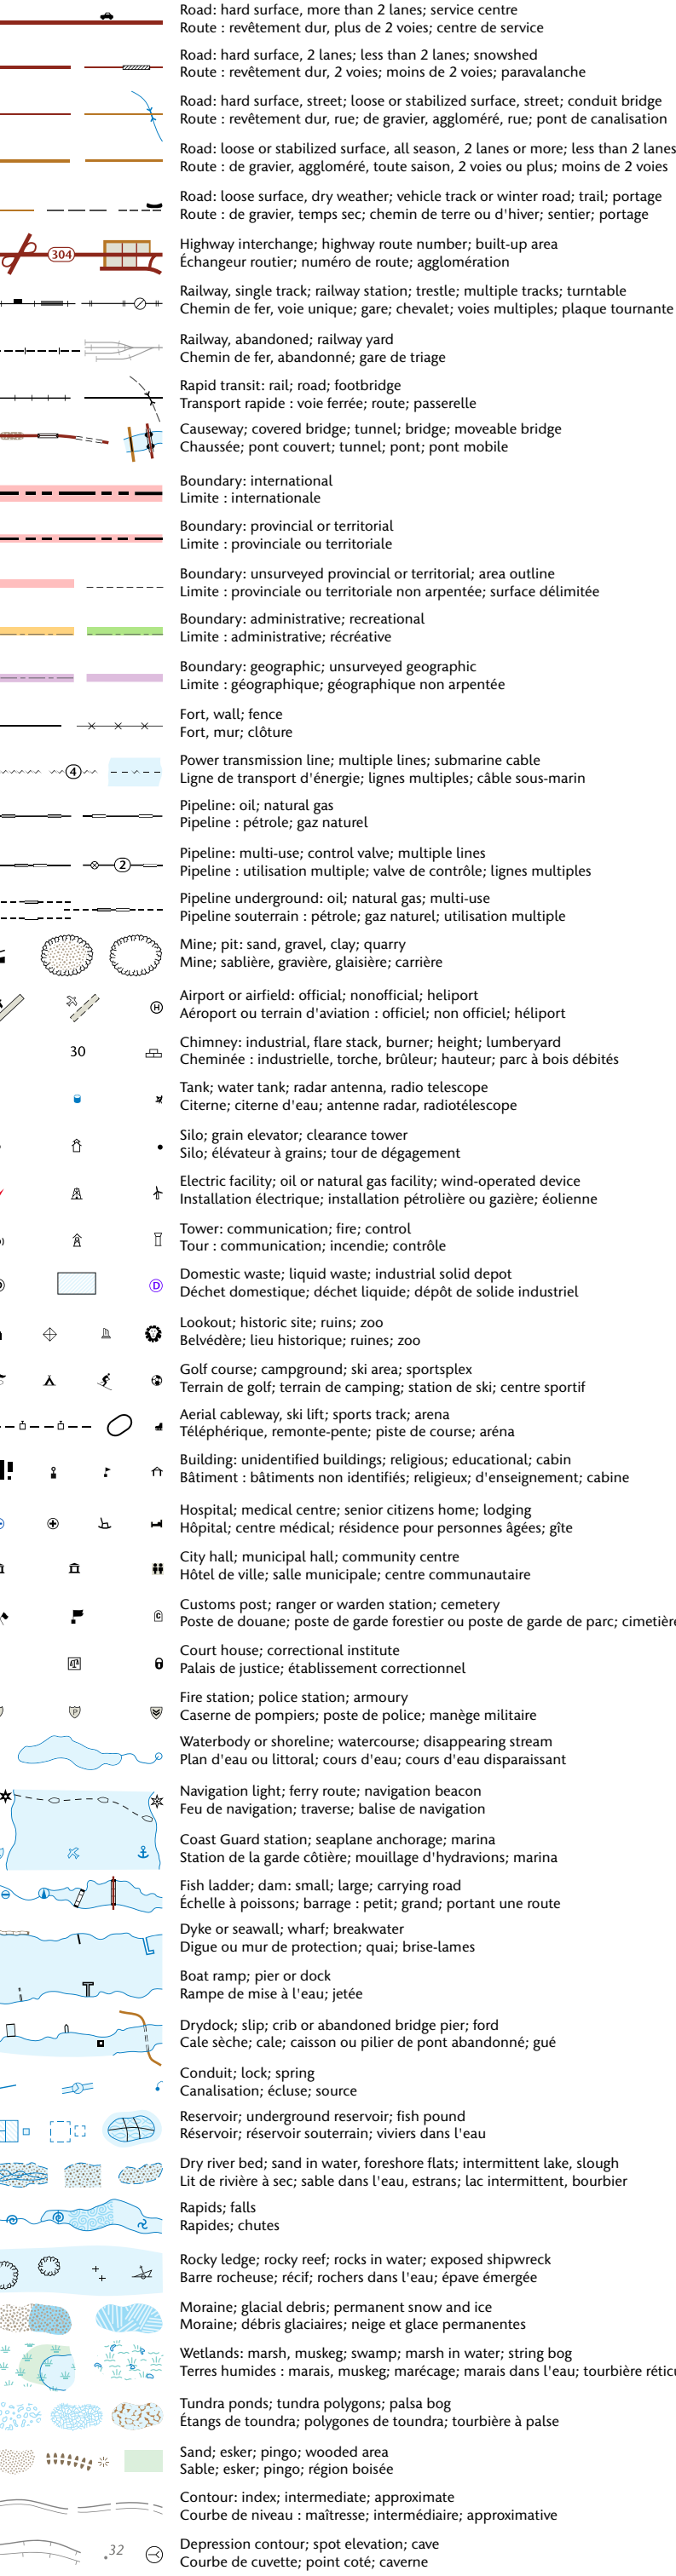 Road: hard surface, more than 2 lanes; service centre
Route : revêtement dur, plus de 2 voies; centre de service
Road: hard surface, 2 lanes; less than 2 lanes; snowshed
Route : revêtement dur, 2 voies; moins de 2 voies; paravalanche
Road: hard surface, street; loose or stabilized surface, street; conduit bridge
Route : revêtement dur, rue; de gravier, aggloméré, rue; pont de canalisation
Road: loose or stabilized surface, all season, 2 lanes or more; less than 2 lanes
Route : de gravier, aggloméré, toute saison, 2 voies ou plus; moins de 2 voies
Road: loose surface, dry weather; vehicle track or winter road; trail; portage
Route : de gravier, temps sec; chemin de terre ou d'hiver; sentier; portage
304
Highway interchange; highway route number; built-up area
Échangeur routier; numéro de route; agglomération
Railway, single track; railway station; trestle; multiple tracks; turntable
Chemin de fer, voie unique; gare; chevalet; voies multiples; plaque tournante
Railway, abandoned; railway yard
Chemin de fer, abandonné; gare de triage
Rapid transit: rail; road; footbridge
Transport rapide : voie ferrée; route; passerelle
Causeway; covered bridge; tunnel; bridge; moveable bridge
Chaussée; pont couvert; tunnel; pont; pont mobile
Boundary: international
Limite : internationale
Boundary: provincial or territorial
Limite : provinciale ou territoriale
Boundary: unsurveyed provincial or territorial; area outline
Limite : provinciale ou territoriale non arpentée; surface délimitée
Boundary: administrative; recreational
Limite : administrative; récréative
Boundary: geographic; unsurveyed geographic
Limite : géographique; géographique non arpentée
Fort, wall; fence
Fort, mur; clôture
4
Power transmission line; multiple lines; submarine cable
Ligne de transport d'énergie; lignes multiples; câble sous-marin
Pipeline: oil; natural gas
Pipeline : pétrole; gaz naturel
2
Pipeline: multi-use; control valve; multiple lines
Pipeline : utilisation multiple; valve de contrôle; lignes multiples
Pipeline underground: oil; natural gas; multi-use
Pipeline souterrain : pétrole; gaz naturel; utilisation multiple
Mine; pit: sand, gravel, clay; quarry
Mine; sablière, gravière, glaisière; carrière
H
Airport or airfield: official; nonofficial; heliport
Aéroport ou terrain d'aviation : officiel; non officiel; héliport
30
Chimney: industrial, flare stack, burner; height; lumberyard
Cheminée : industrielle, torche, brûleur; hauteur; parc à bois débités
Tank; water tank; radar antenna, radio telescope
Citerne; citerne d'eau; antenne radar, radiotélescope
Silo; grain elevator; clearance tower
Silo; élévateur à grains; tour de dégagement
Electric facility; oil or natural gas facility; wind-operated device
Installation électrique; installation pétrolière ou gazière; éolienne
Tower: communication; fire; control
Tour : communication; incendie; contrôle
D
Domestic waste; liquid waste; industrial solid depot
Déchet domestique; déchet liquide; dépôt de solide industriel
Lookout; historic site; ruins; zoo
Belvédère; lieu historique; ruines; zoo
Golf course; campground; ski area; sportsplex
Terrain de golf; terrain de camping; station de ski; centre sportif
Aerial cableway, ski lift; sports track; arena
Téléphérique, remonte-pente; piste de course; aréna
Building: unidentified buildings; religious; educational; cabin
Bâtiment : bâtiments non identifiés; religieux; d'enseignement; cabine
Hospital; medical centre; senior citizens home; lodging
Hôpital; centre médical; résidence pour personnes âgées; gîte
City hall; municipal hall; community centre
Hôtel de ville; salle municipale; centre communautaire
C
Customs post; ranger or warden station; cemetery
Poste de douane; poste de garde forestier ou poste de garde de parc; cimetière
Court house; correctional institute
Palais de justice; établissement correctionnel
P
Fire station; police station; armoury
Caserne de pompiers; poste de police; manège militaire
Waterbody or shoreline; watercourse; disappearing stream
Plan d'eau ou littoral; cours d'eau; cours d'eau disparaissant
Navigation light; ferry route; navigation beacon
Feu de navigation; traverse; balise de navigation
Coast Guard station; seaplane anchorage; marina
Station de la garde côtière; mouillage d'hydravions; marina
Fish ladder; dam: small; large; carrying road
Échelle à poissons; barrage : petit; grand; portant une route
Dyke or seawall; wharf; breakwater
Digue ou mur de protection; quai; brise-lames
Boat ramp; pier or dock
Rampe de mise à l'eau; jetée
Drydock; slip; crib or abandoned bridge pier; ford
Cale sèche; cale; caisson ou pilier de pont abandonné; gué
Conduit; lock; spring
Canalisation; écluse; source
Reservoir; underground reservoir; fish pound
Réservoir; réservoir souterrain; viviers dans l'eau
Dry river bed; sand in water, foreshore flats; intermittent lake, slough
Lit de rivière à sec; sable dans l'eau, estrans; lac intermittent, bourbier
Rapids; falls
Rapides; chutes
Rocky ledge; rocky reef; rocks in water; exposed shipwreck
Barre rocheuse; récif; rochers dans l'eau; épave émergée
Moraine; glacial debris; permanent snow and ice
Moraine; débris glaciaires; neige et glace permanentes
Wetlands: marsh, muskeg; swamp; marsh in water; string bog
Terres humides : marais, muskeg; marécage; marais dans l'eau; tourbière
Tundra ponds; tundra polygons; palsa bog
Étangs de toundra; polygones de toundra; tourbière à palse
Sand; esker; pingo; wooded area
Sable; esker; pingo; région boisée
Contour: index; intermediate; approximate
Courbe de niveau : maîtresse; intermédiaire; approximative
.32
Depression contour; spot elevation; cave
Courbe de cuvette; point coté; caverne